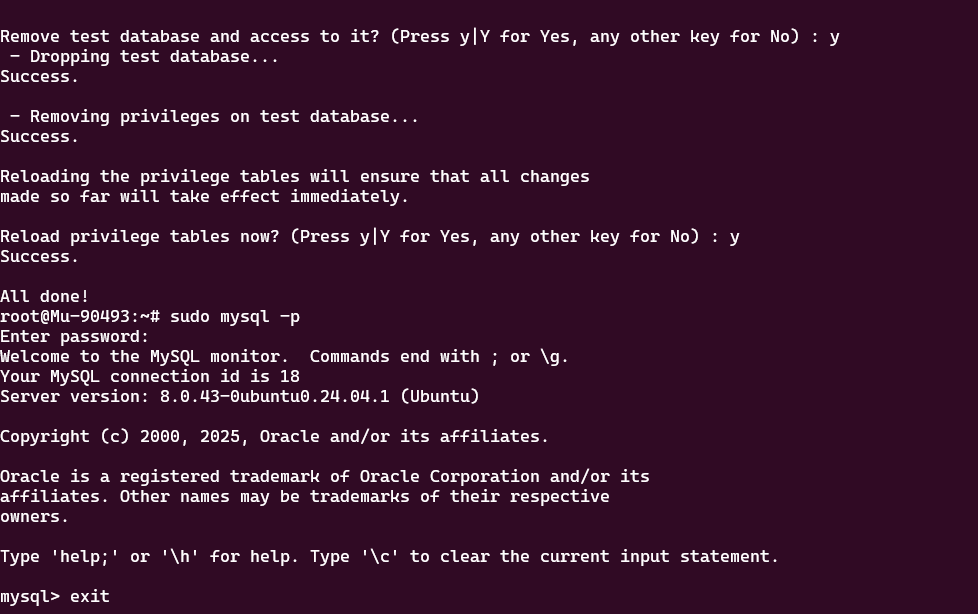 Remove test database and access to it? (Press y|Y for Yes, any other key for No) : y
 - Dropping test database...
Success.
 - Removing privileges on test database...
Success.
Reloading the privilege tables will ensure that all changes
made so far will take effect immediately.
Reload privilege tables now? (Press y|Y for Yes, any other key for No) : y
Success.
All done!
root@Mu-90493:~# sudo mysql -p
Enter password:
Welcome to the MySQL monitor.  Commands end with ; or \g.
Your MySQL connection id is 18
Server version: 8.0.43-0ubuntu0.24.04.1 (Ubuntu)
Copyright (c) 2000, 2025, Oracle and/or its affiliates.
Oracle is a registered trademark of Oracle Corporation and/or its
affiliates. Other names may be trademarks of their respective
owners.
Type 'help;' or '\h' for help. Type '\c' to clear the current input statement.
mysql> exit